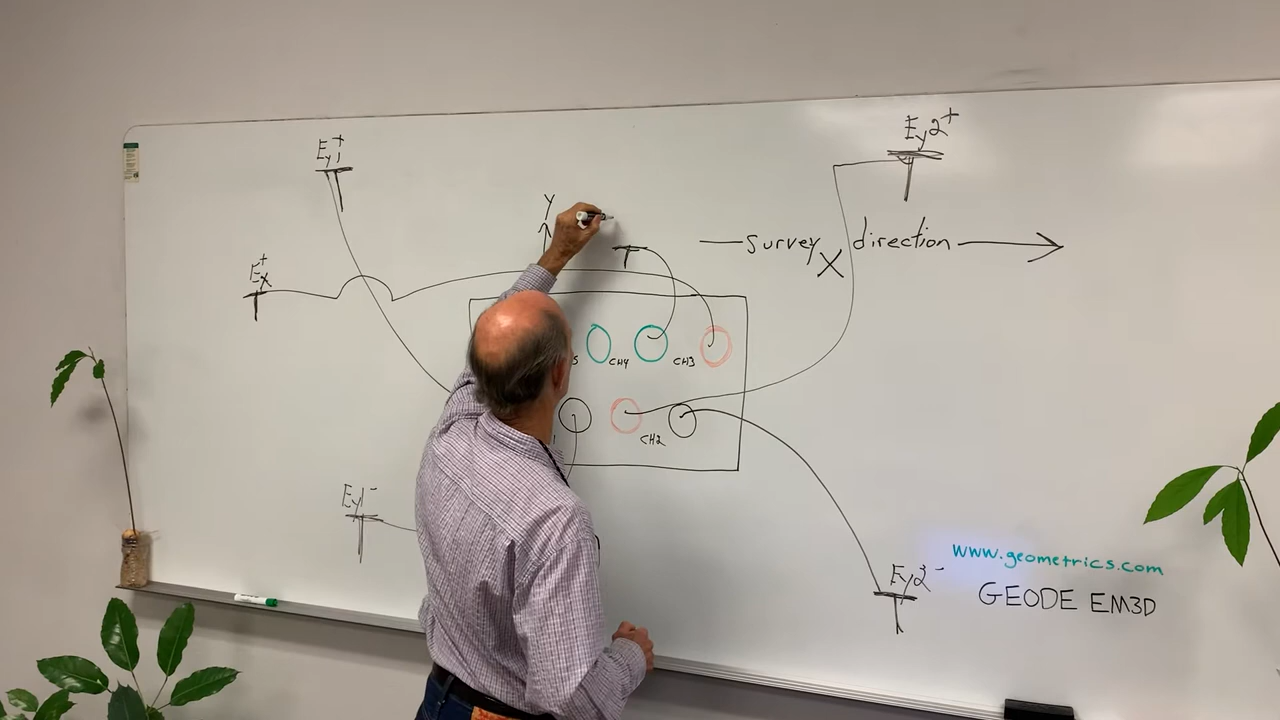 Ey2+
Ey1+
Y
survey direction
X
Ex+
CH4
CH3
CH2
Ey1-
www.geometrics.com
Ey2-
GEODE EM3D